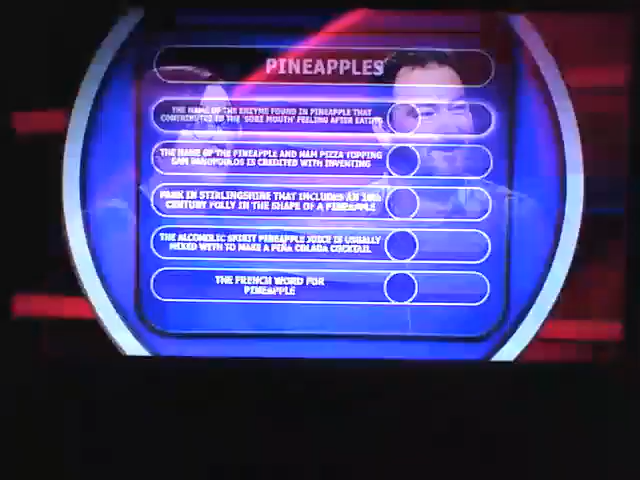 PINEAPPLES
THE NAME OF THE ENZYME FOUND IN PINEAPPLE THAT
CONTRIBUTES TO THE 'SORE MOUTH' FEELING AFTER EATING
THE NAME OF THE PINEAPPLE AND HAM PIZZA TOPPING
SAM PANOPOULOS IS CREDITED WITH INVENTING
PARK IN STIRLINGSHIRE THAT INCLUDES AN 18TH
CENTURY FOLLY IN THE SHAPE OF A PINEAPPLE
THE ALCOHOLIC SPIRIT PINEAPPLE JUICE IS USUALLY
MIXED WITH TO MAKE A PIÑA COLADA COCKTAIL
THE FRENCH WORD FOR
PINEAPPLE